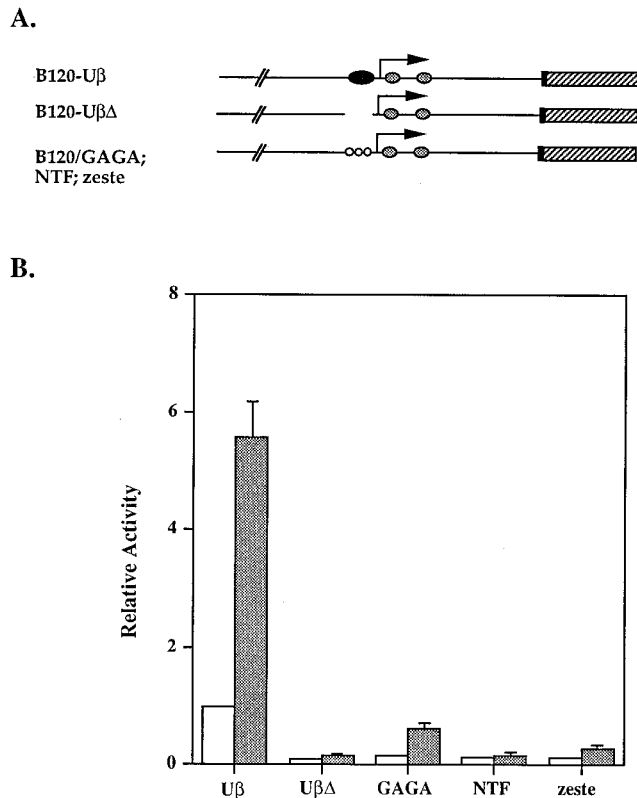 A.
B120-Uβ
B120-UβΔ
B120/GAGA;
NTF; zeste
B.
8
6
4
2
0
Relative Activity
Uβ
UβΔ
GAGA
NTF
zeste